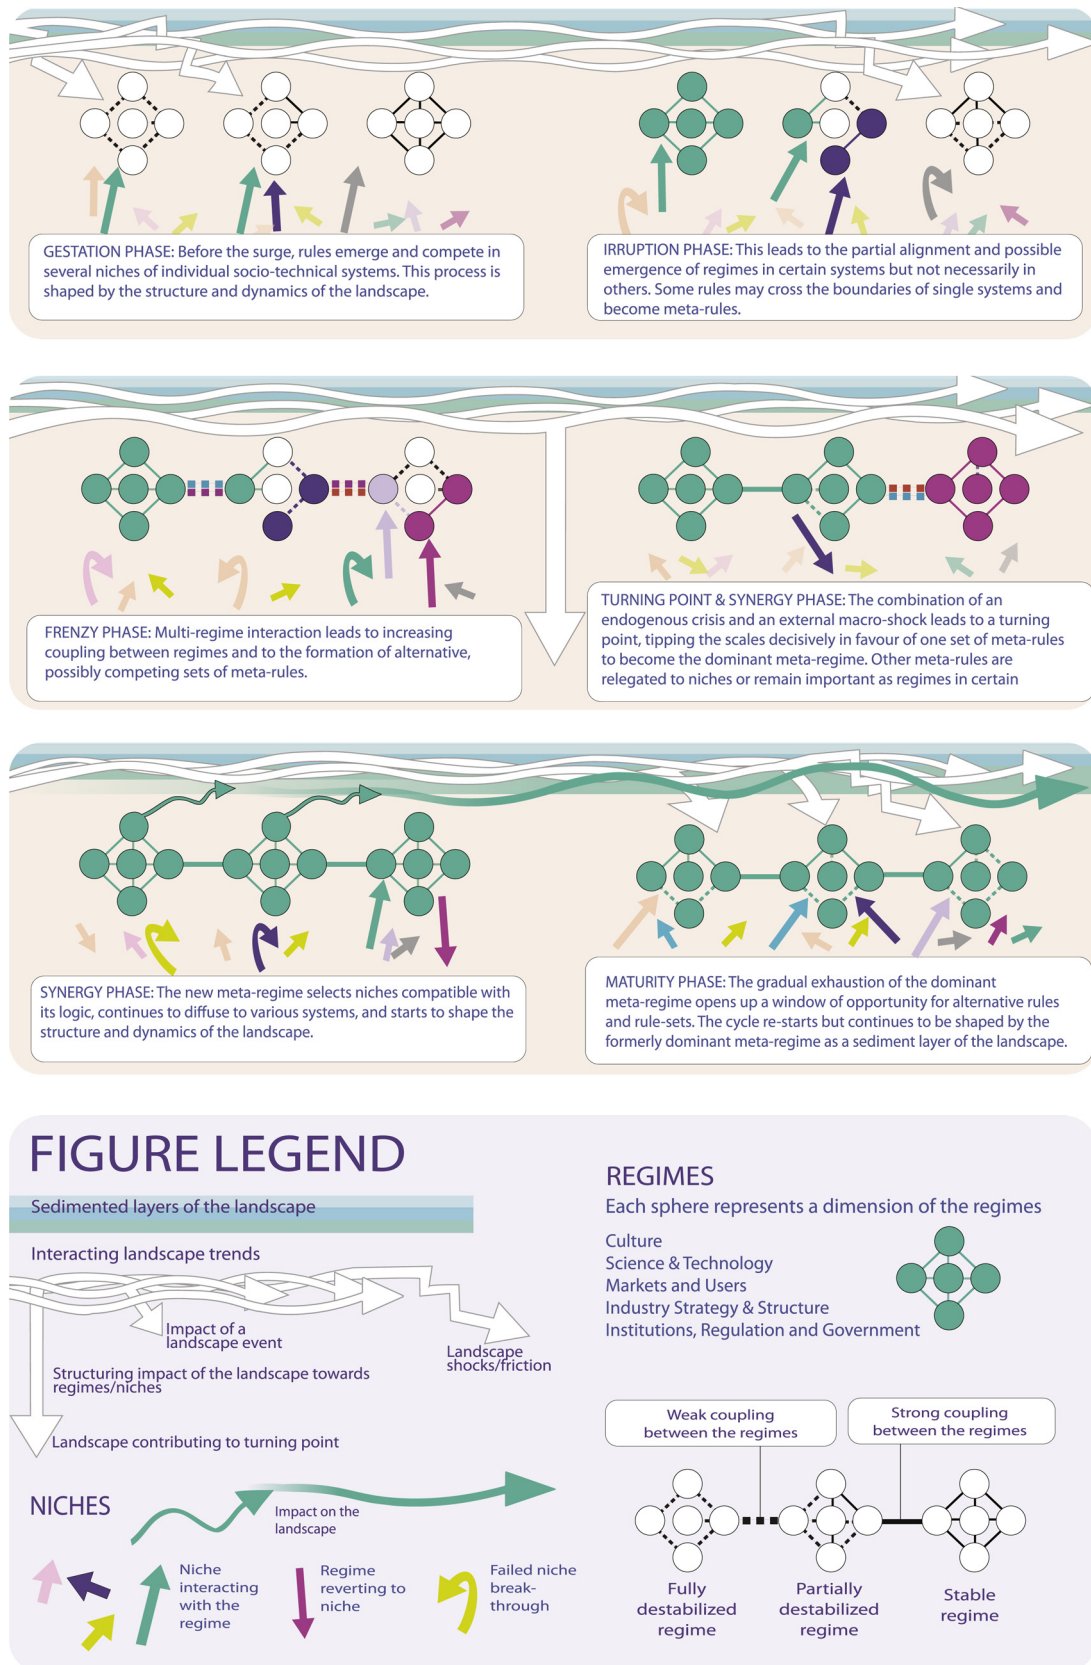 GESTATION PHASE: Before the surge, rules emerge and compete in
several niches of individual socio-technical systems. This process is
shaped by the structure and dynamics of the landscape.
IRRUPTION PHASE: This leads to the partial alignment and possible
emergence of regimes in certain systems but not necessarily in
others. Some rules may cross the boundaries of single systems and
become meta-rules.
FRENZY PHASE: Multi-regime interaction leads to increasing
coupling between regimes and to the formation of alternative,
possibly competing sets of meta-rules.
TURNING POINT & SYNERGY PHASE: The combination of an
endogenous crisis and an external macro-shock leads to a turning
point, tipping the scales decisively in favour of one set of meta-rules
to become the dominant meta-regime. Other meta-rules are
relegated to niches or remain important as regimes in certain
SYNERGY PHASE: The new meta-regime selects niches compatible with
its logic, continues to diffuse to various systems, and starts to shape the
structure and dynamics of the landscape.
MATURITY PHASE: The gradual exhaustion of the dominant
meta-regime opens up a window of opportunity for alternative rules
and rule-sets. The cycle re-starts but continues to be shaped by the
formerly dominant meta-regime as a sediment layer of the landscape.
FIGURE LEGEND
Sedimented layers of the landscape
Interacting landscape trends
Impact of a
landscape event
Landscape
shocks/friction
Structuring impact of the landscape towards
regimes/niches
Landscape contributing to turning point
NICHES
Impact on the
landscape
Niche
interacting
with the
regime
Regime
reverting to
niche
Failed niche
break-
through
REGIMES
Each sphere represents a dimension of the regimes
Culture
Science & Technology
Markets and Users
Industry Strategy & Structure
Institutions, Regulation and Government
Weak coupling
between the regimes
Strong coupling
between the regimes
Fully
destabilized
regime
Partially
destabilized
regime
Stable
regime